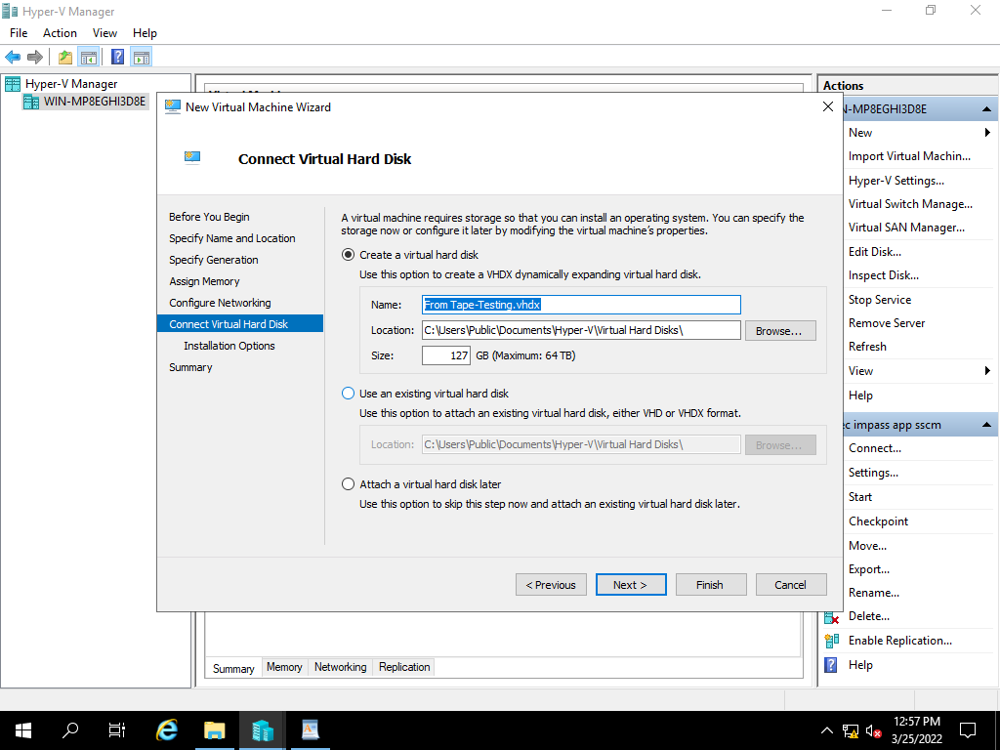 Hyper-V Manager
File Action View Help
Hyper-V Manager
WIN-MP8EGHI3D8E
New Virtual Machine Wizard
Connect Virtual Hard Disk
Before You Begin
Specify Name and Location
Specify Generation
Assign Memory
Configure Networking
Connect Virtual Hard Disk
Installation Options
Summary
A virtual machine requires storage so that you can install an operating system. You can specify the
storage now or configure it later by modifying the virtual machine's properties.
Create a virtual hard disk
Use this option to create a VHDX dynamically expanding virtual hard disk.
Name: From Tape-Testing.vhdx
Location: C:\Users\Public\Documents\Hyper-V\Virtual Hard Disks\ Browse...
Size: 127 GB (Maximum: 64 TB)
Use an existing virtual hard disk
Use this option to attach an existing virtual hard disk, either VHD or VHDX format.
Location: C:\Users\Public\Documents\Hyper-V\Virtual Hard Disks\ Browse...
Attach a virtual hard disk later
Use this option to skip this step now and attach an existing virtual hard disk later.
< Previous Next > Finish Cancel
Summary Memory Networking Replication
Actions
N-MP8EGHI3D8E
New
Import Virtual Machin...
Hyper-V Settings...
Virtual Switch Manage...
Virtual SAN Manager...
Edit Disk...
Inspect Disk...
Stop Service
Remove Server
Refresh
View
Help
ec impass app sscm
Connect...
Settings...
Start
Checkpoint
Move...
Export...
Rename...
Delete...
Enable Replication...
Help
12:57 PM
3/25/2022